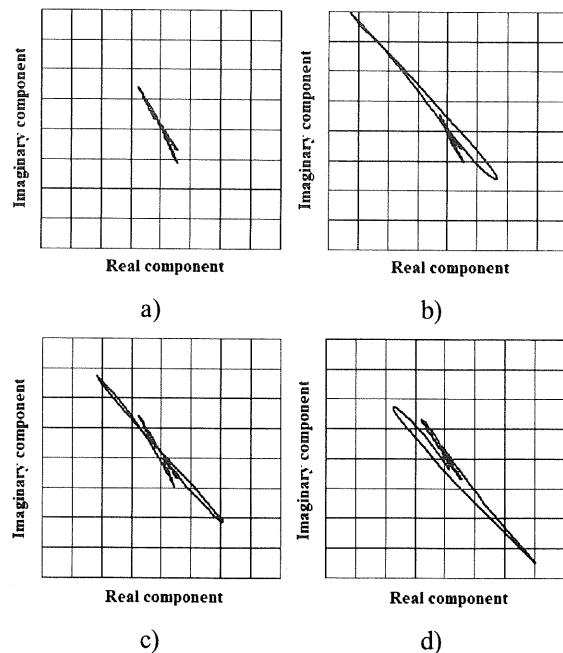 Imaginary component
Real component
a)
Imaginary component
Real component
b)
Imaginary component
Real component
c)
Imaginary component
Real component
d)